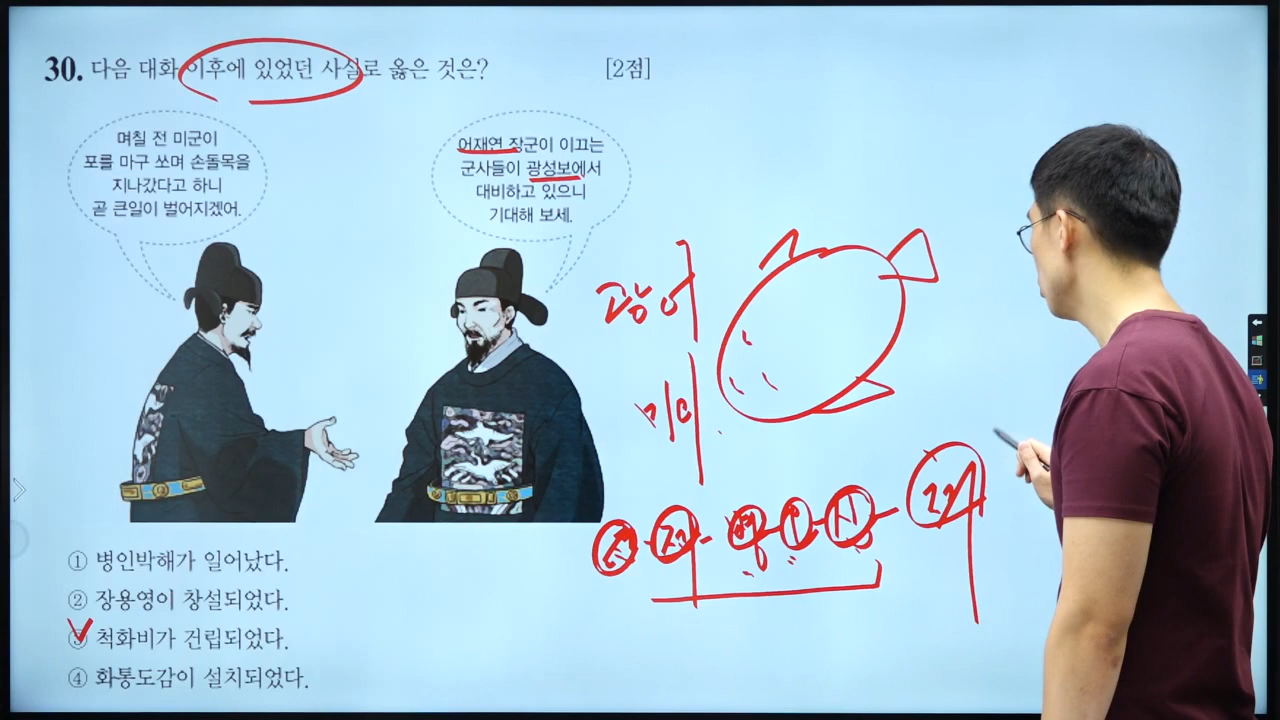 30. 다음 대화 이후에 있었던 사실로 옳은 것은? [2점]
며칠 전 미군이
포를 마구 쏘며 손돌목을
지나갔다고 하니
곧 큰일이 벌어지겠어.
어재연 장군이 이끄는
군사들이 광성보에서
대비하고 있으니
기대해 보세.
광어
① 병인박해가 일어났다.
② 장용영이 창설되었다.
③ 척화비가 건립되었다.
④ 화통도감이 설치되었다.